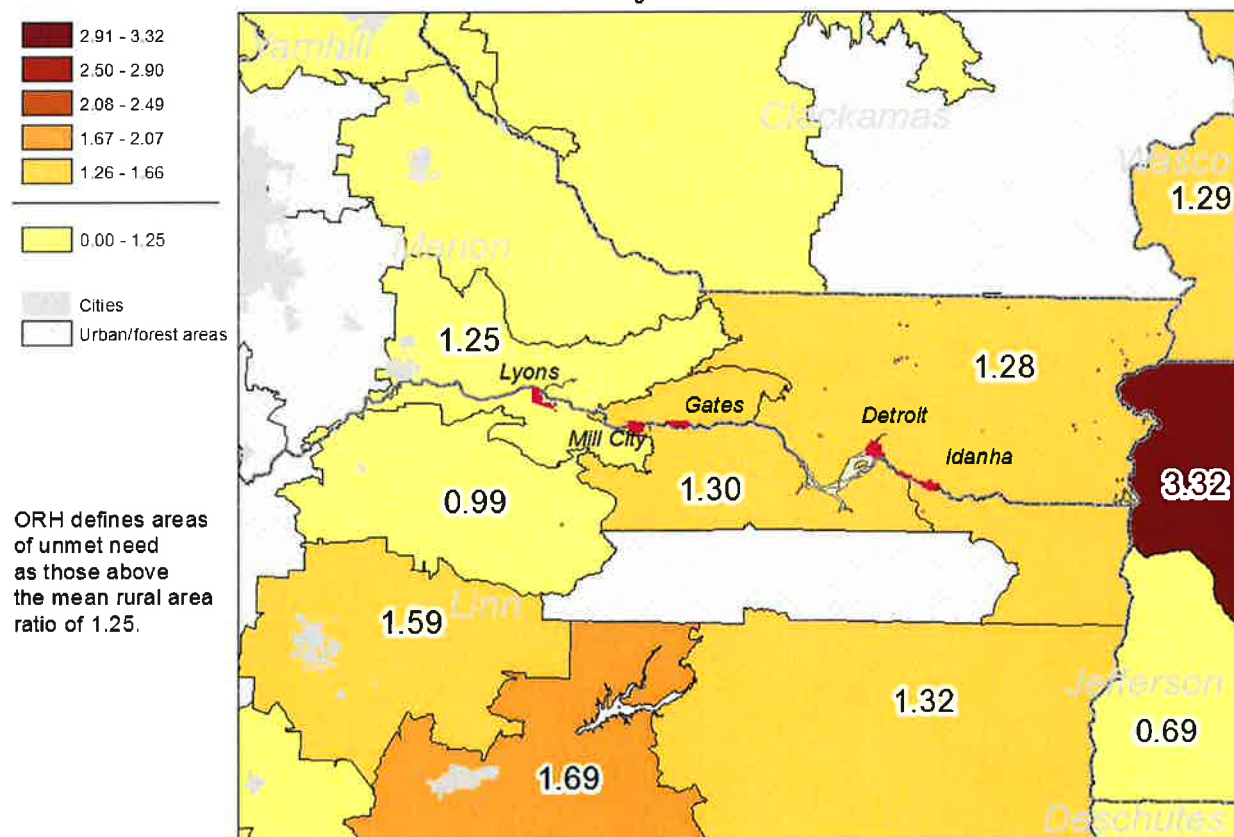 2.91 - 3.32
2.50 - 2.90
2.08 - 2.49
1.67 - 2.07
1.26 - 1.66
0.00 - 1.25
Cities
Urban/forest areas
ORH defines areas
of unmet need
as those above
the mean rural area
ratio of 1.25.
Yamhill
Clackamas
Wasco
1.29
Marion
1.25
Lyons
1.28
Gates
Detroit
Mill City
Idanha
1.30
3.32
0.99
Linn
1.59
1.32
Jefferson
0.69
1.69
Deschutes